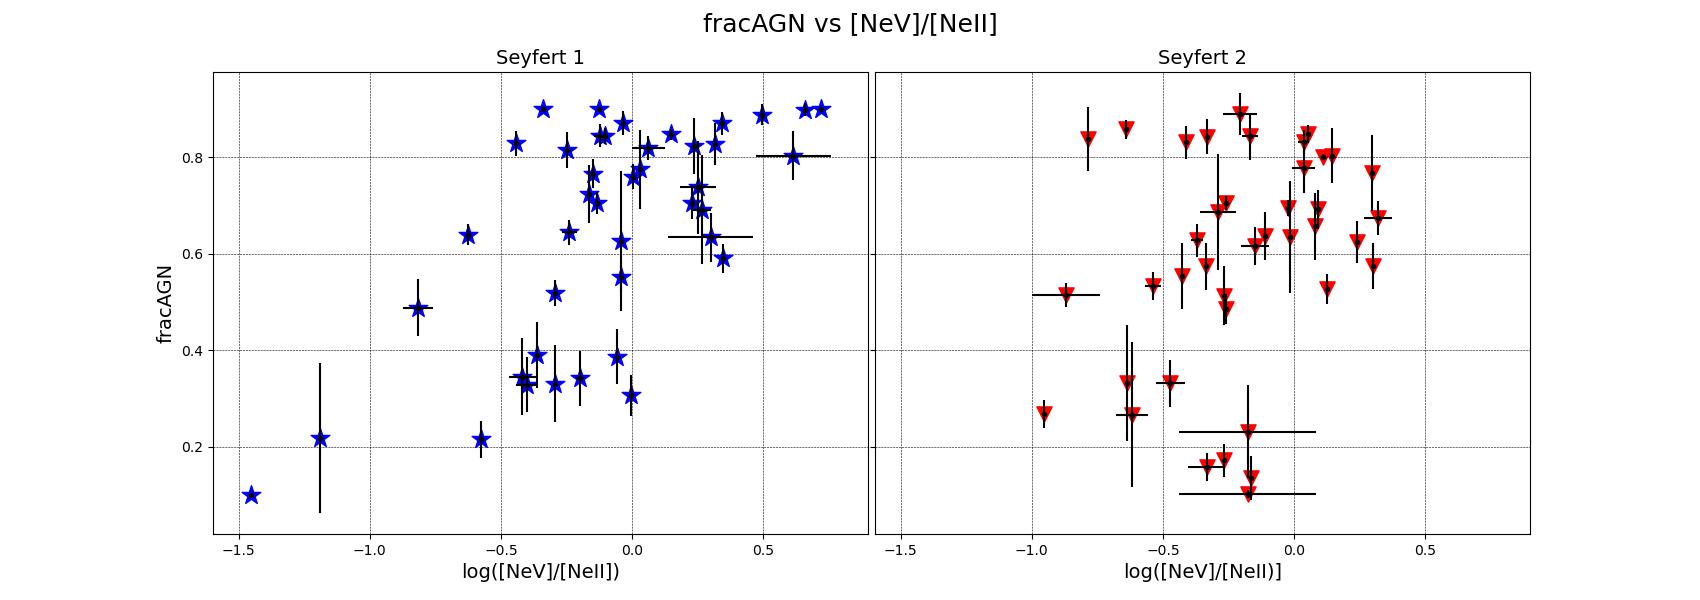 fracAGN vs [NeV]/[NeII]
Seyfert 1
Seyfert 2
fracAGN
0.8
0.6
0.4
0.2
−1.5 −1.0 −0.5 0.0 0.5
−1.5 −1.0 −0.5 0.0 0.5
log([NeV]/[NeII])
log([NeV]/[NeII)]